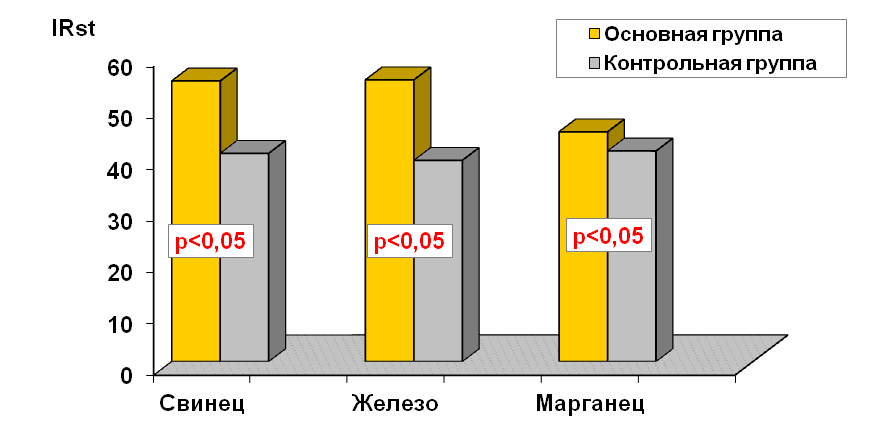 IRst
Основная группа
Контрольная группа
60
50
40
30
20
10
0
p<0,05
p<0,05
p<0,05
Свинец
Железо
Марганец